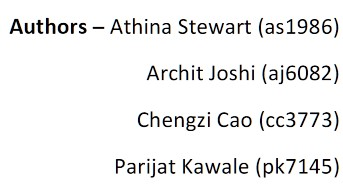 Authors – Athina Stewart (as1986)
Archit Joshi (aj6082)
Chengzi Cao (cc3773)
Parijat Kawale (pk7145)